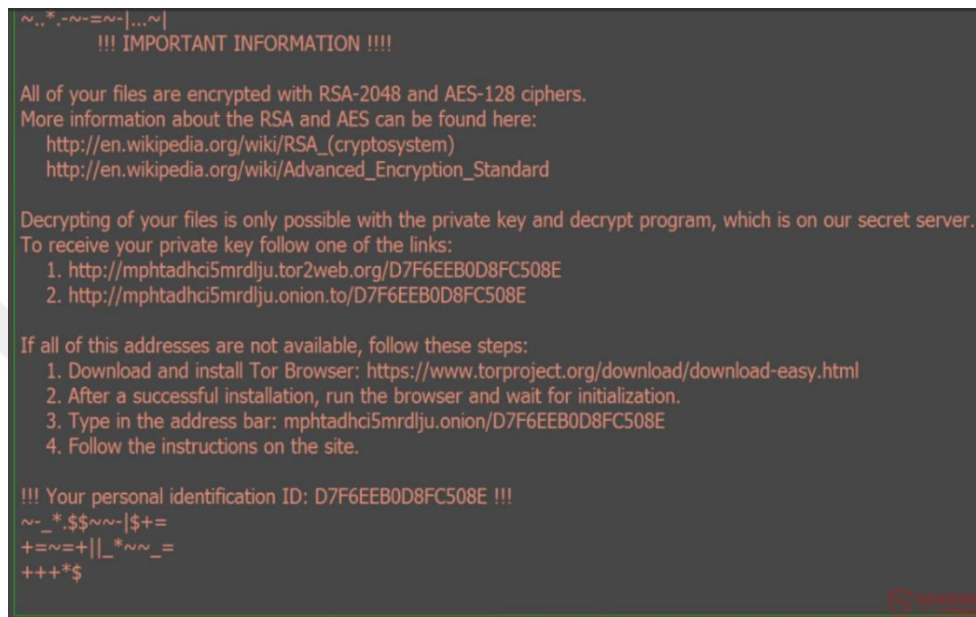 ~..*.-~-=~-|...~|
!!! IMPORTANT INFORMATION !!!!
All of your files are encrypted with RSA-2048 and AES-128 ciphers.
More information about the RSA and AES can be found here:
http://en.wikipedia.org/wiki/RSA_(cryptosystem)
http://en.wikipedia.org/wiki/Advanced_Encryption_Standard
Decrypting of your files is only possible with the private key and decrypt program, which is on our secret server.
To receive your private key follow one of the links:
1. http://mphtadhci5mrdlju.tor2web.org/D7F6EEB0D8FC508E
2. http://mphtadhci5mrdlju.onion.to/D7F6EEB0D8FC508E
If all of this addresses are not available, follow these steps:
1. Download and install Tor Browser: https://www.torproject.org/download/download-easy.html
2. After a successful installation, run the browser and wait for initialization.
3. Type in the address bar: mphtadhci5mrdlju.onion/D7F6EEB0D8FC508E
4. Follow the instructions on the site.
!!! Your personal identification ID: D7F6EEB0D8FC508E !!!
~-_*.$$~~-|$+=
+=~=+||_*~~_=
+++*$